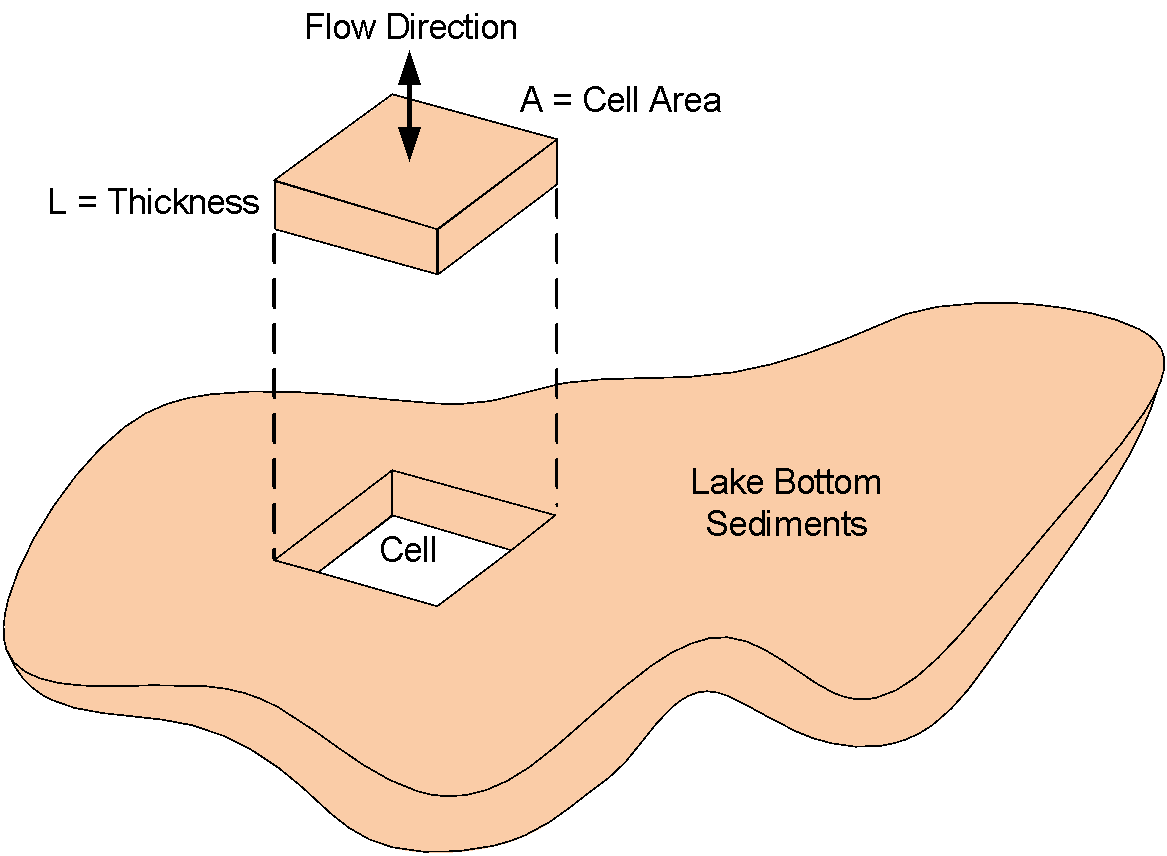 Flow Direction
A = Cell Area
L = Thickness
Lake Bottom
Sediments
Cell